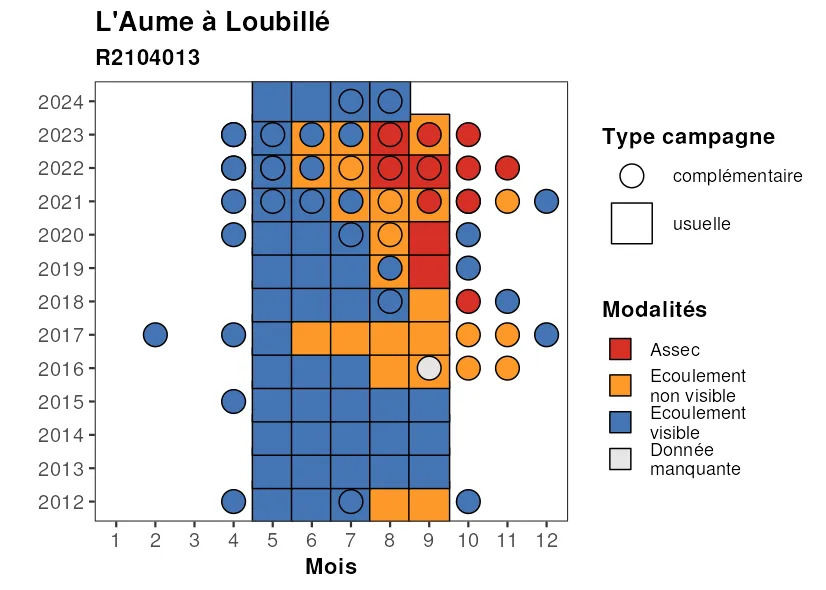 L'Aume à Loubillé
R2104013
2024
2023
2022
2021
2020
2019
2018
2017
2016
2015
2014
2013
2012
1 2 3 4 5 6 7 8 9 10 11 12
Mois
Type campagne
complémentaire
usuelle
Modalités
Assec
Ecoulement
non visible
Ecoulement
visible
Donnée
manquante